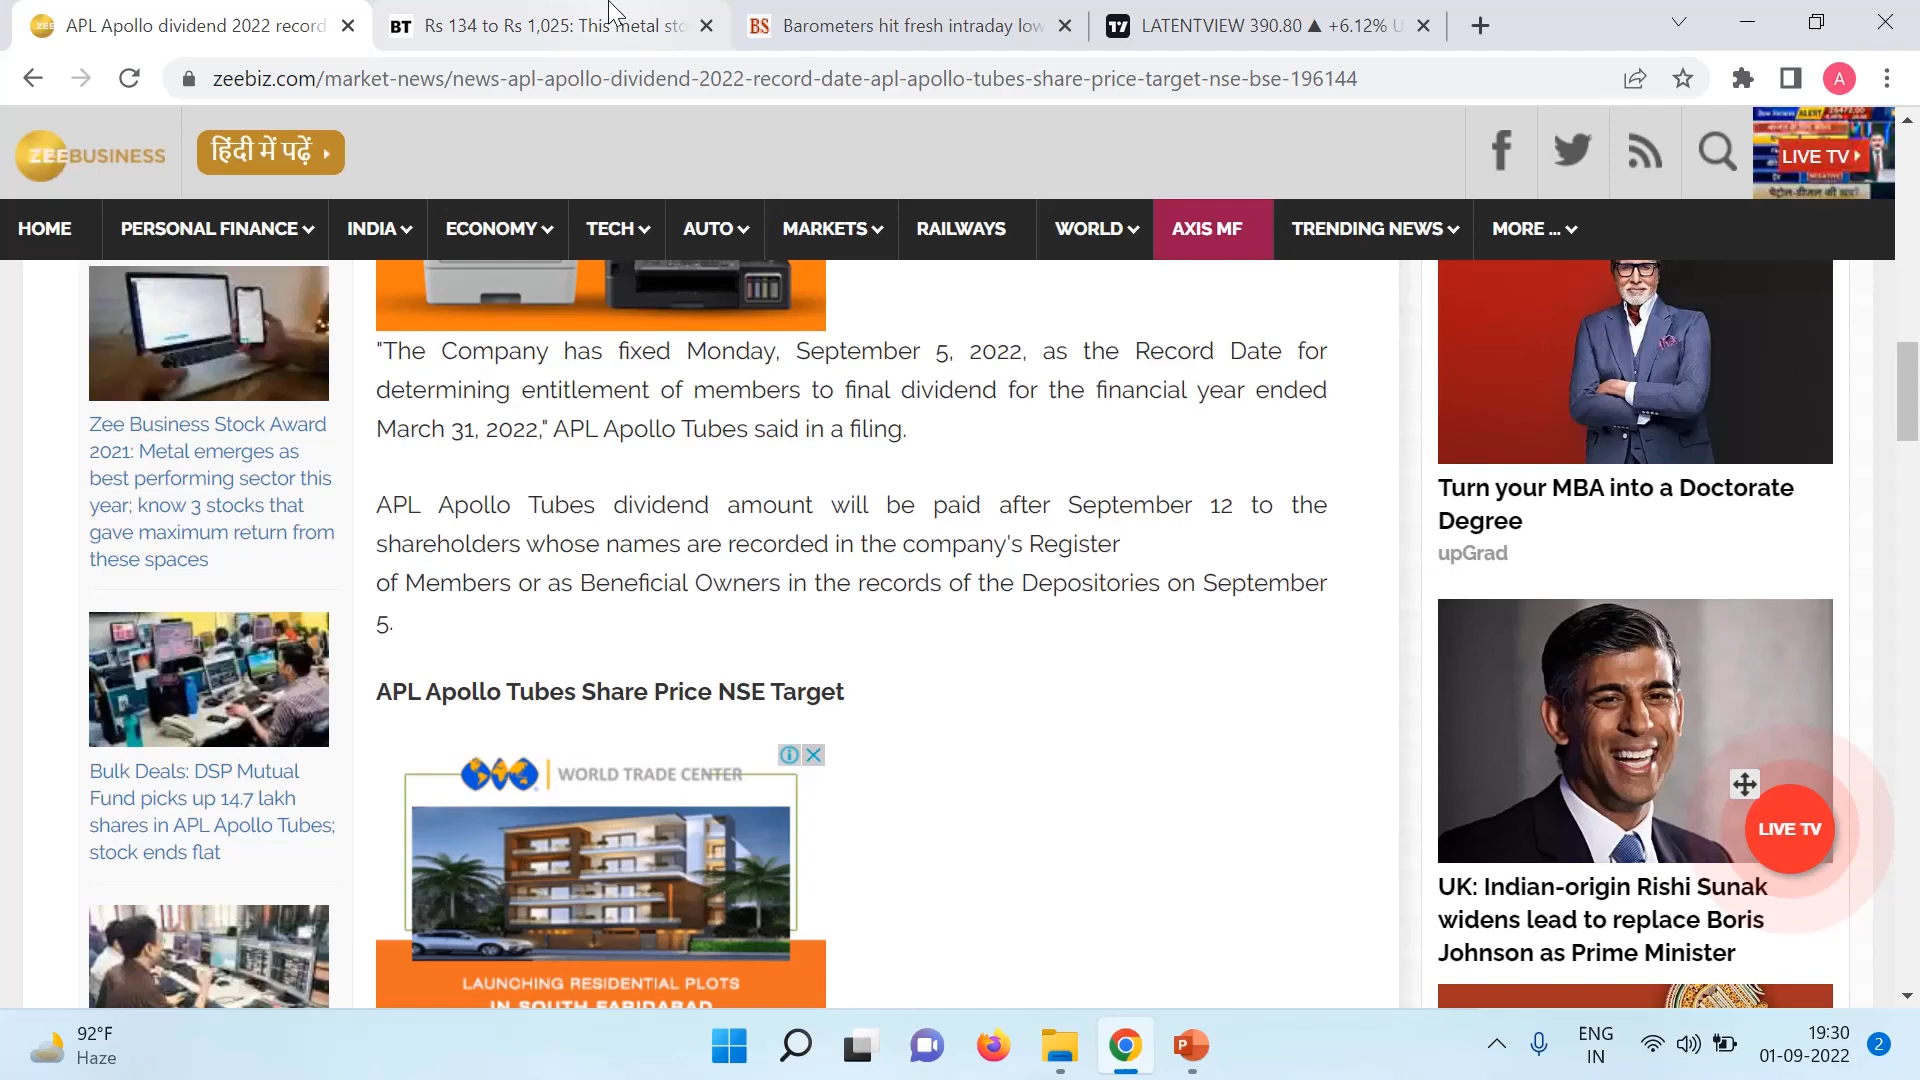 APL Apollo dividend 2022 record
BT Rs 134 to Rs 1,025: This metal sto
BS Barometers hit fresh intraday low
LATENTVIEW 390.80 ▲ +6.12% U
zeebiz.com/market-news/news-apl-apollo-dividend-2022-record-date-apl-apollo-tubes-share-price-target-nse-bse-196144
A
ZEEBUSINESS
हिंदी में पढ़ें
LIVE TV
HOME
PERSONAL FINANCE
INDIA
ECONOMY
TECH
AUTO
MARKETS
RAILWAYS
WORLD
AXIS MF
TRENDING NEWS
MORE ...
Zee Business Stock Award
2021: Metal emerges as
best performing sector this
year; know 3 stocks that
gave maximum return from
these spaces
Bulk Deals: DSP Mutual
Fund picks up 14.7 lakh
shares in APL Apollo Tubes;
stock ends flat
"The Company has fixed Monday, September 5, 2022, as the Record Date for
determining entitlement of members to final dividend for the financial year ended
March 31, 2022," APL Apollo Tubes said in a filing.
APL Apollo Tubes dividend amount will be paid after September 12 to the
shareholders whose names are recorded in the company's Register
of Members or as Beneficial Owners in the records of the Depositories on September
5.
APL Apollo Tubes Share Price NSE Target
WORLD TRADE CENTER
LAUNCHING RESIDENTIAL PLOTS
IN SOUTH FARIDABAD
Turn your MBA into a Doctorate
Degree
upGrad
LIVE TV
UK: Indian-origin Rishi Sunak
widens lead to replace Boris
Johnson as Prime Minister
92°F
Haze
ENG
IN
19:30
01-09-2022
2